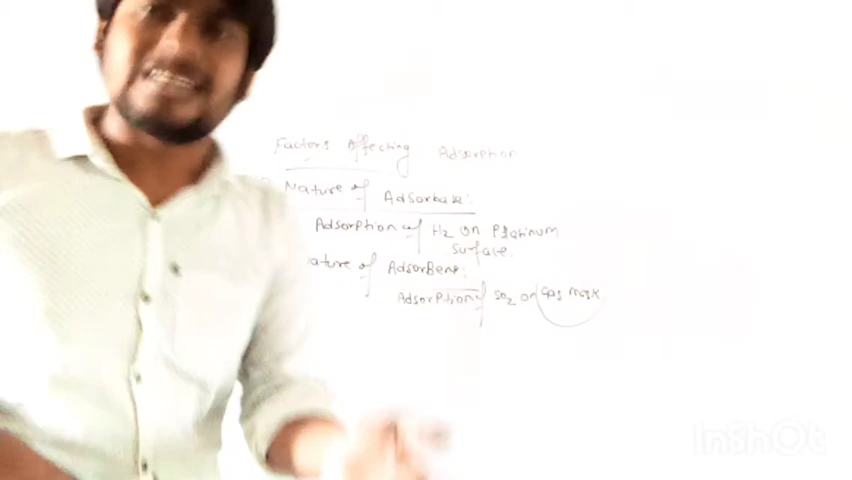 Factors Affecting Adsorption
Nature of Adsorbate:
Adsorption of H2 on Platinum
Surface.
ature of AdsorBent:
Adsorption of SO2 on Gas mask
InShOt